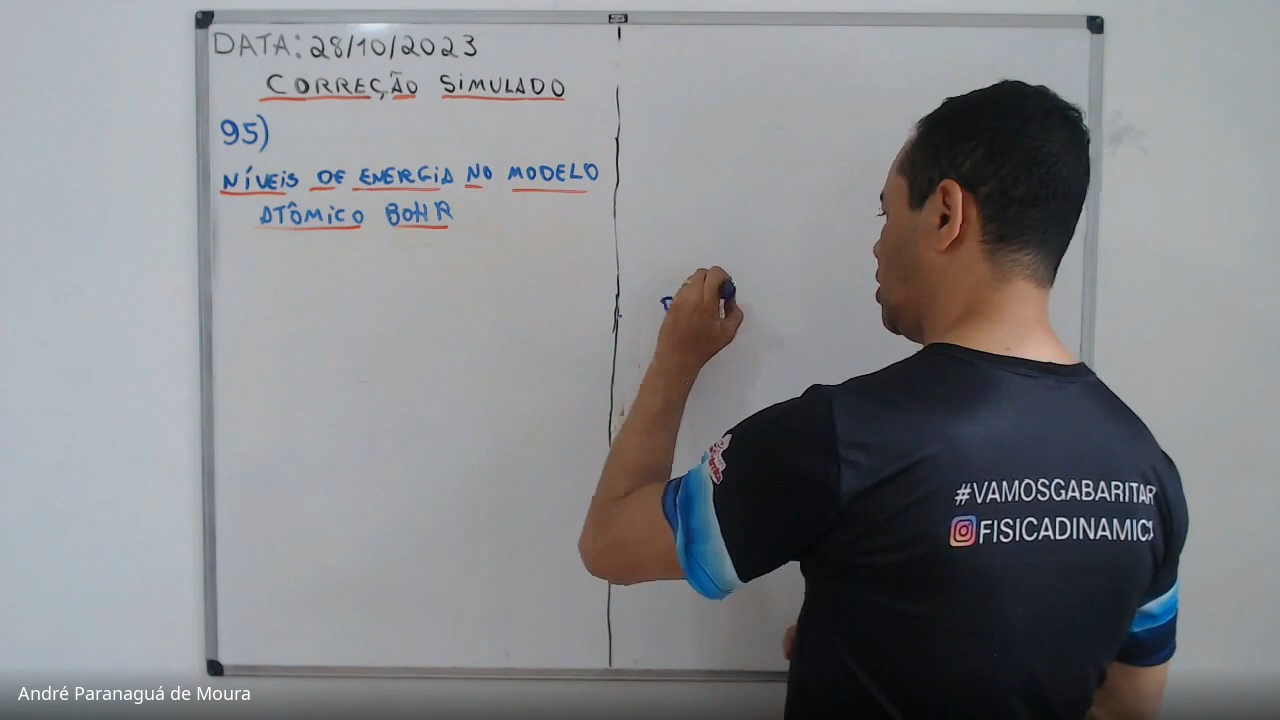 DATA: 28/10/2023
CORREÇÃO SIMULADO
95)
NÍVEIS DE ENERGIA NO MODELO
ATÔMICO BOHR
#VAMOSGABARITAR
FISICADINAMIC
André Paranaguá de Moura